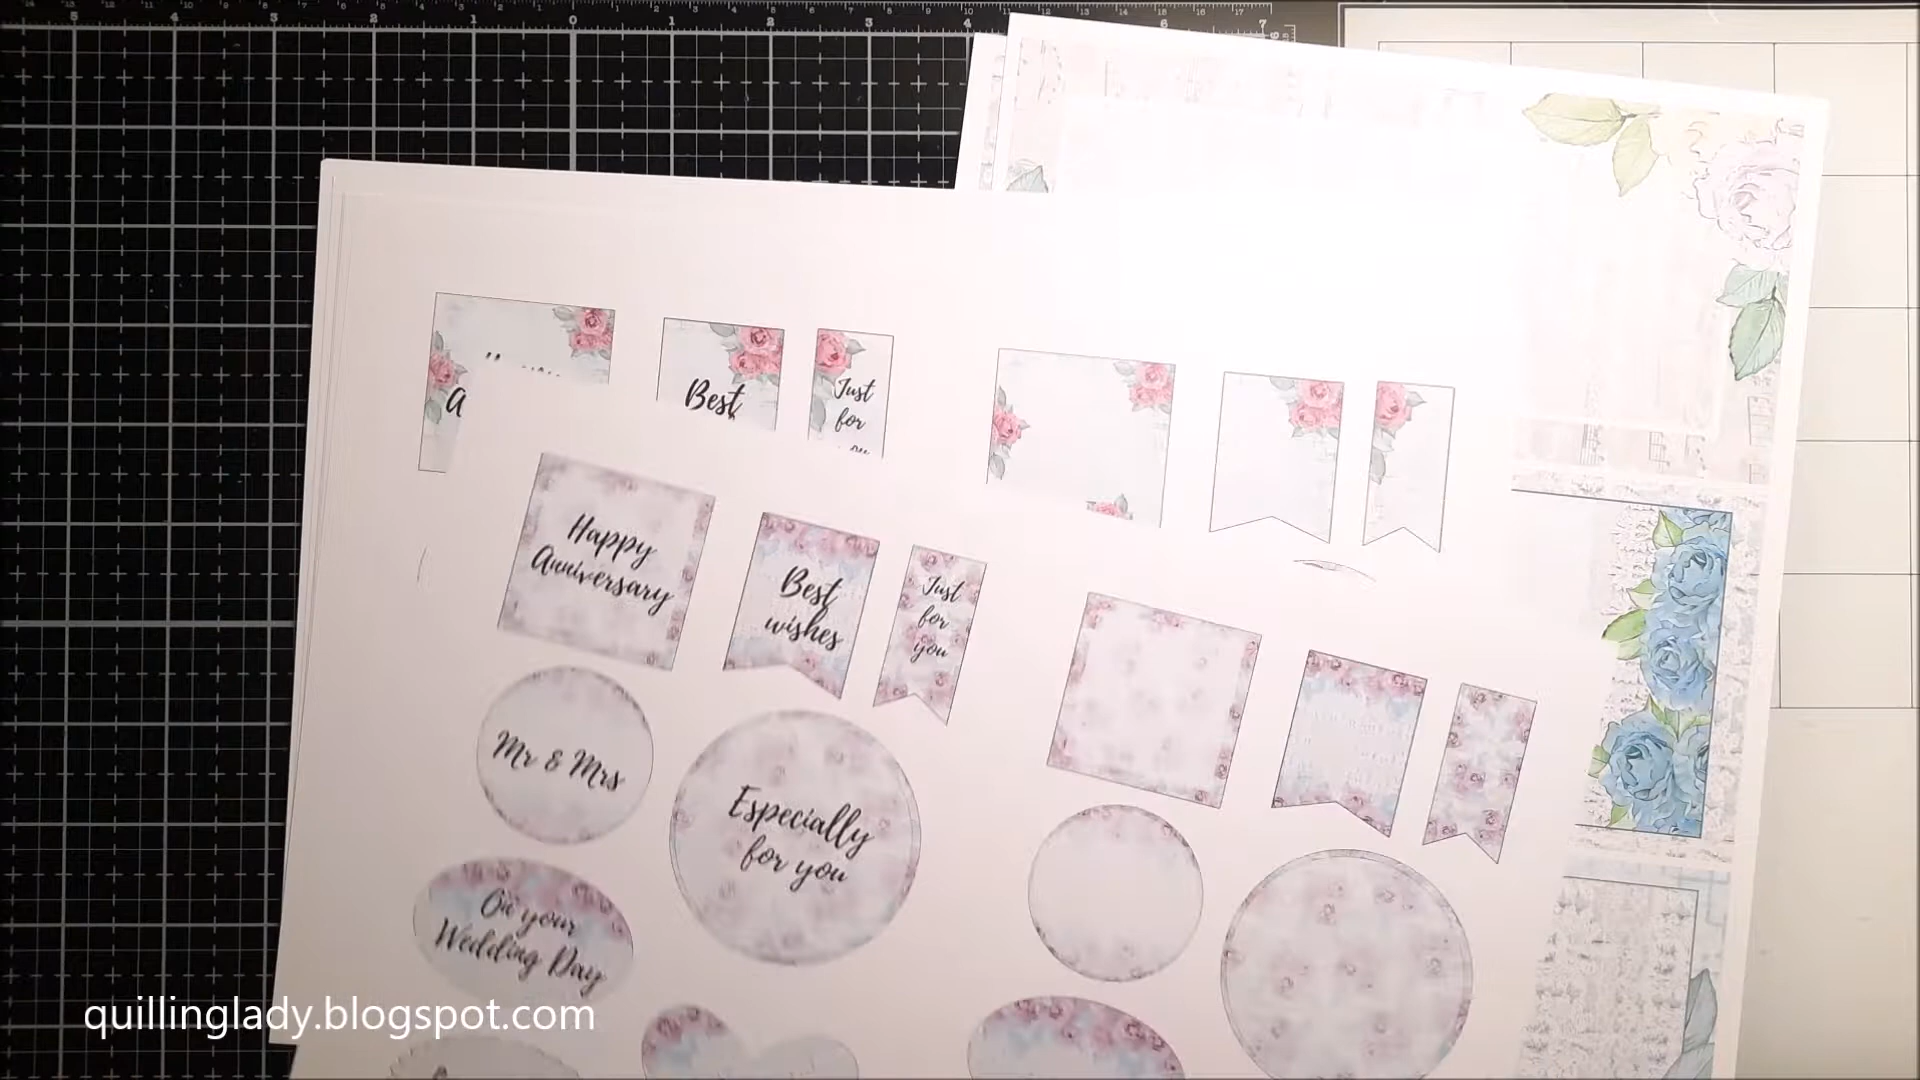 Best
Just
for
Happy
Anniversary
Best
wishes
Just
for
you
Mr & Mrs
Especially
for you
On your
Wedding Day
quillinglady.blogspot.com